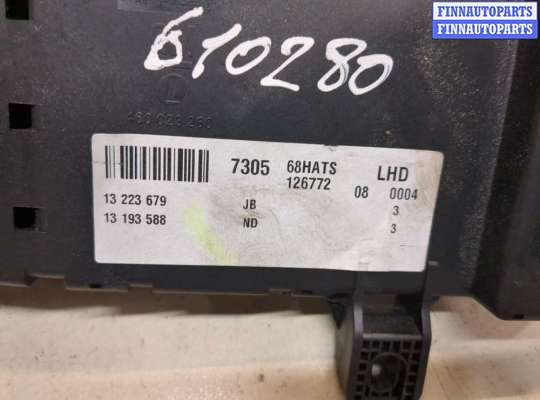 FINNAUTOPARTS
FINNAUTOPARTS
610280
7305 68HATS LHD
126772 08 0004
13 223 679 JB 3
13 193 588 ND 3